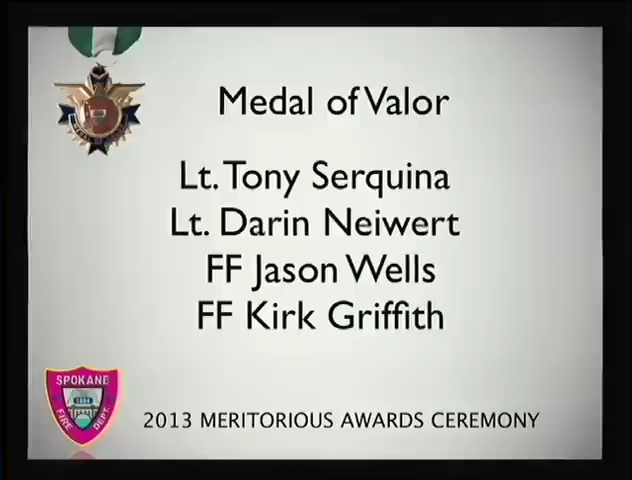 Medal of Valor
Lt. Tony Serquina
Lt. Darin Neiwert
FF Jason Wells
FF Kirk Griffith
SPOKANE
FIRE
DEPT.
2013 MERITORIOUS AWARDS CEREMONY